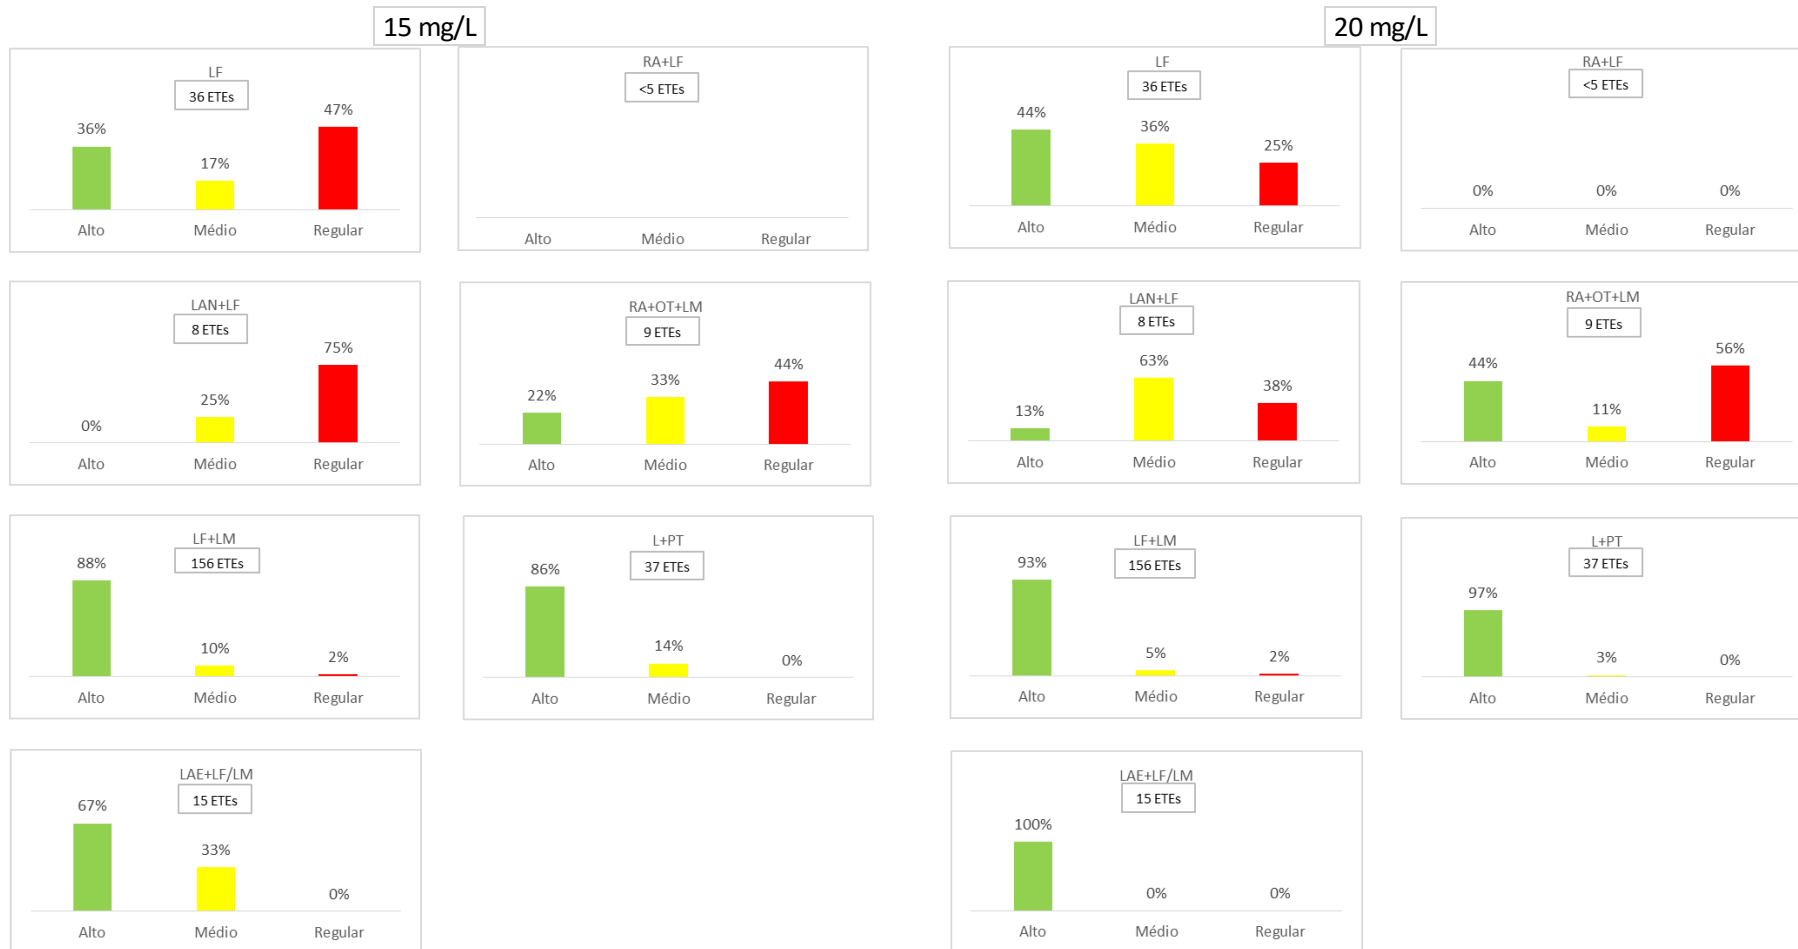 15 mg/L
LF
36 ETEs
36%
17%
47%
Alto Médio Regular
RA+LF
<5 ETEs
Alto Médio Regular
LAN+LF
8 ETEs
0%
25%
75%
Alto Médio Regular
RA+OT+LM
9 ETEs
22%
33%
44%
Alto Médio Regular
LF+LM
156 ETEs
88%
10%
2%
Alto Médio Regular
L+PT
37 ETEs
86%
14%
0%
Alto Médio Regular
LAE+LF/LM
15 ETEs
67%
33%
0%
Alto Médio Regular
20 mg/L
LF
36 ETEs
44%
36%
25%
Alto Médio Regular
RA+LF
<5 ETEs
0% 0% 0%
Alto Médio Regular
LAN+LF
8 ETEs
13%
63%
38%
Alto Médio Regular
RA+OT+LM
9 ETEs
44%
11%
56%
Alto Médio Regular
LF+LM
156 ETEs
93%
5%
2%
Alto Médio Regular
L+PT
37 ETEs
97%
3%
0%
Alto Médio Regular
LAE+LF/LM
15 ETEs
100%
0%
0%
Alto Médio Regular